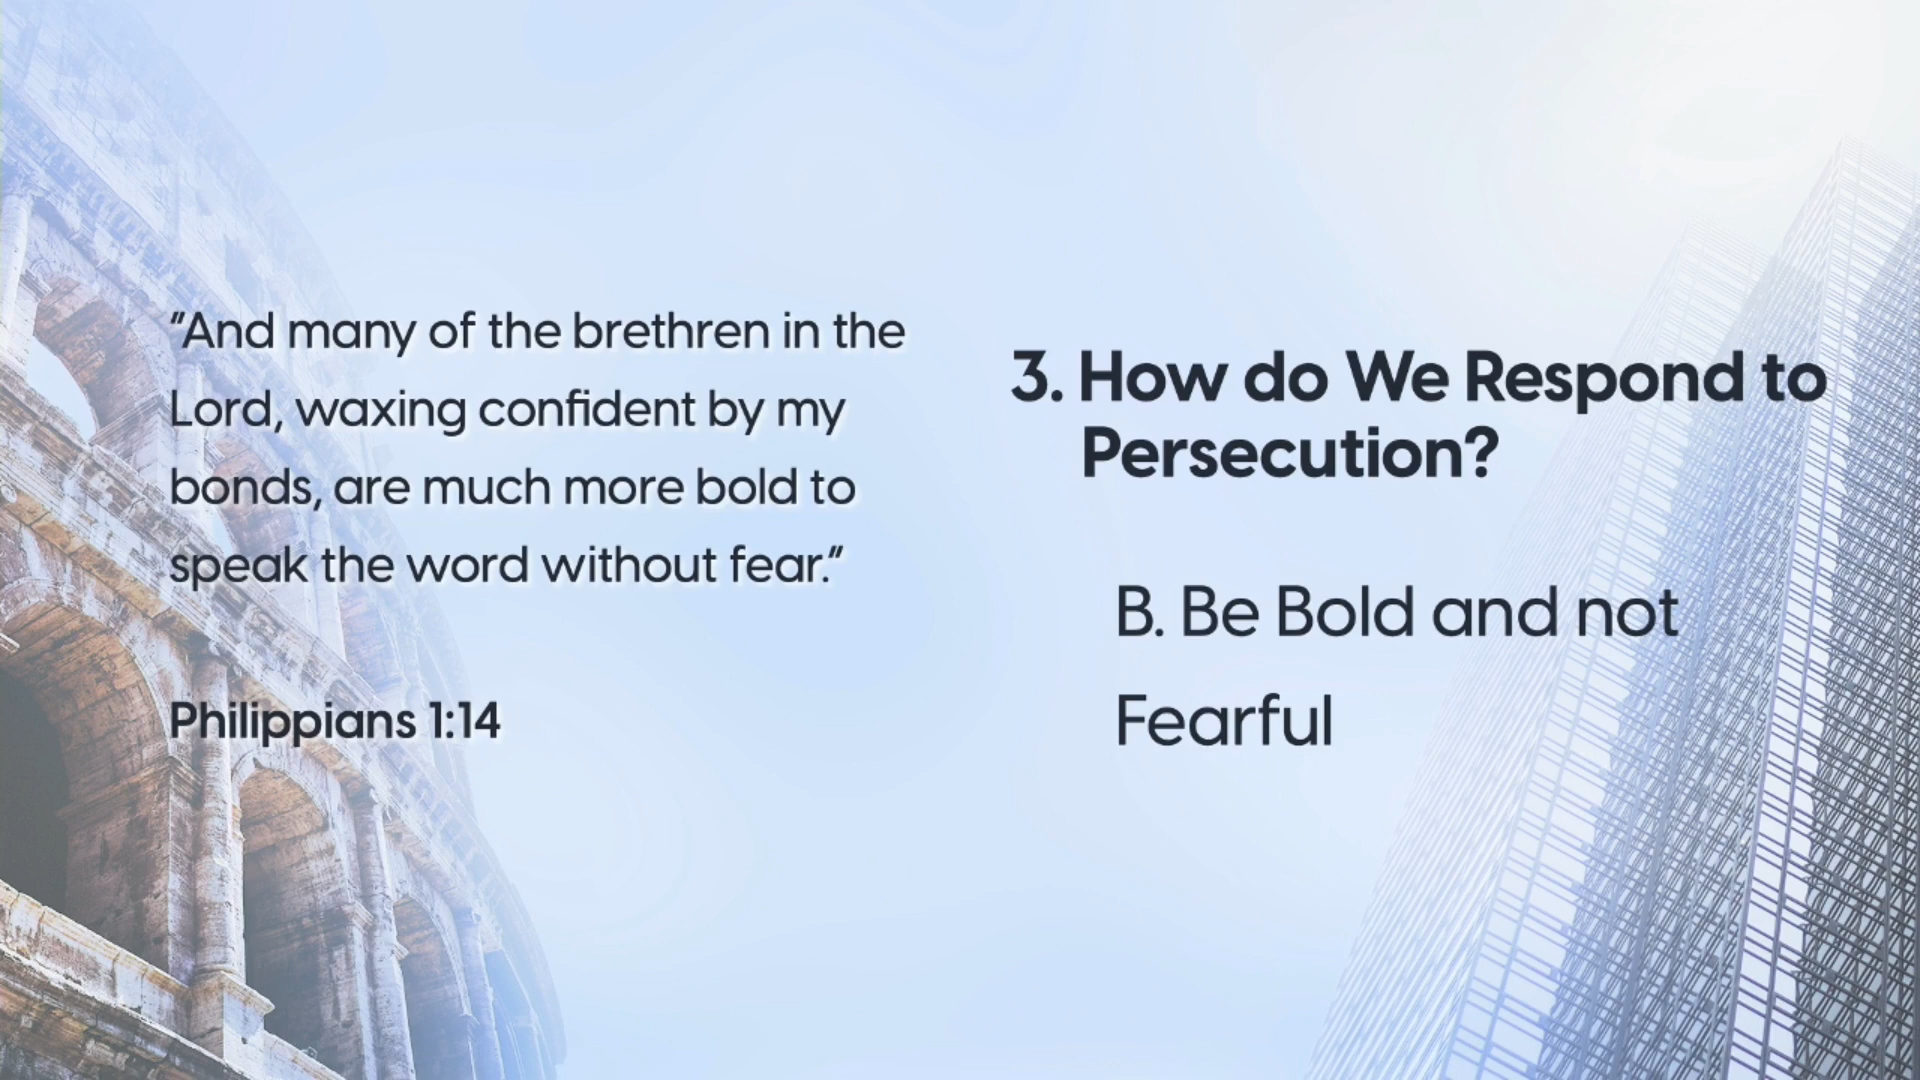 "And many of the brethren in the
Lord, waxing confident by my
bonds, are much more bold to
speak the word without fear."
Philippians 1:14
3. How do We Respond to
Persecution?
B. Be Bold and not
Fearful